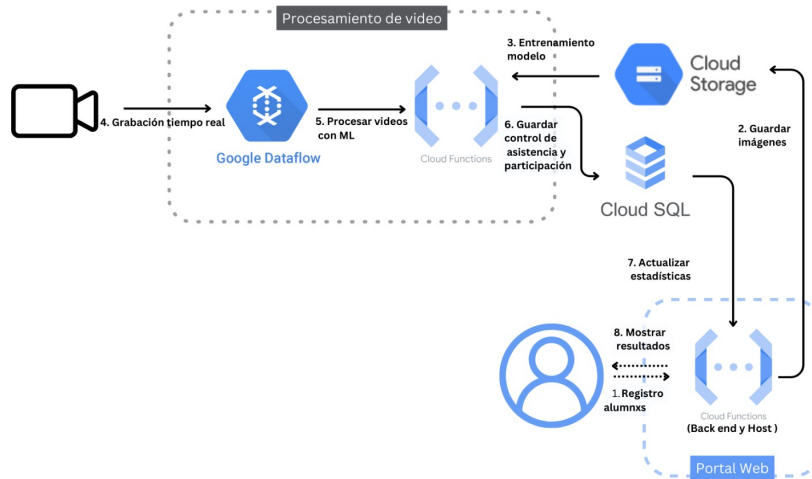 Procesamiento de video
3. Entrenamiento
modelo
Cloud
Storage
4. Grabación tiempo real
5. Procesar videos
con ML
Google Dataflow
Cloud Functions
6. Guardar
control de
asistencia y
participación
2. Guardar
imágenes
Cloud SQL
7. Actualizar
estadísticas
8. Mostrar
resultados
1. Registro
alumnxs
Cloud Functions
(Back end y Host )
Portal Web